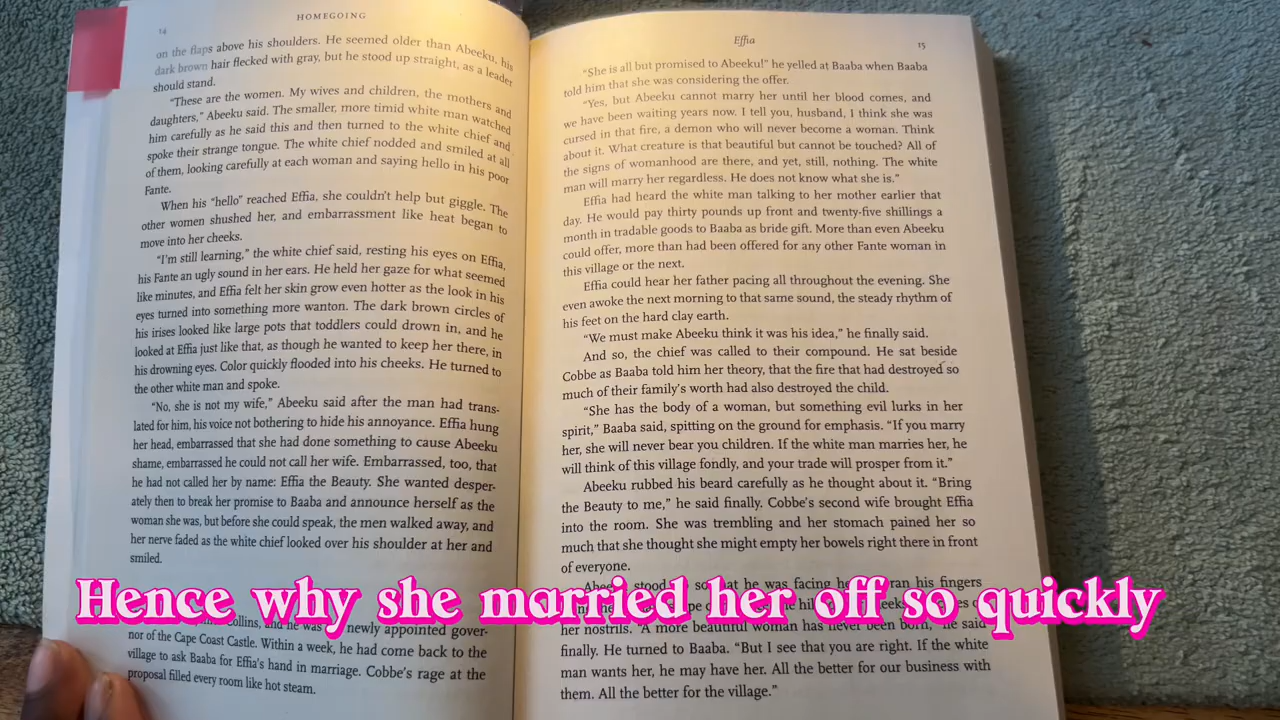 HOMEGOING
14
on the flaps above his shoulders. He seemed older than Abeeku, his
dark brown hair flecked with gray, but he stood up straight, as a leader
should stand.
“These are the women. My wives and children, the mothers and
daughters,” Abeeku said. The smaller, more timid white man watched
him carefully as he said this and then turned to the white chief and
spoke their strange tongue. The white chief nodded and smiled at all
of them, looking carefully at each woman and saying hello in his poor
Fante.
When his “hello” reached Effia, she couldn’t help but giggle. The
other women shushed her, and embarrassment like heat began to
move into her cheeks.
“I’m still learning,” the white chief said, resting his eyes on Effia,
his Fante an ugly sound in her ears. He held her gaze for what seemed
like minutes, and Effia felt her skin grow even hotter as the look in his
eyes turned into something more wanton. The dark brown circles of
his irises looked like large pots that toddlers could drown in, and he
looked at Effia just like that, as though he wanted to keep her there, in
his drowning eyes. Color quickly flooded into his cheeks. He turned to
the other white man and spoke.
“No, she is not my wife,” Abeeku said after the man had trans-
lated for him, his voice not bothering to hide his annoyance. Effia hung
her head, embarrassed that she had done something to cause Abeeku
shame, embarrassed he could not call her wife. Embarrassed, too, that
he had not called her by name: Effia the Beauty. She wanted desper-
ately then to break her promise to Baaba and announce herself as the
woman she was, but before she could speak, the men walked away, and
her nerve faded as the white chief looked over his shoulder at her and
smiled.
Collins, and he was newly appointed gover-
nor of the Cape Coast Castle. Within a week, he had come back to the
village to ask Baaba for Effia’s hand in marriage. Cobbe’s rage at the
proposal filled every room like hot steam.
Effia
15
“She is all but promised to Abeeku!” he yelled at Baaba when Baaba
told him that she was considering the offer.
“Yes, but Abeeku cannot marry her until her blood comes, and
we have been waiting years now. I tell you, husband, I think she was
cursed in that fire, a demon who will never become a woman. Think
about it. What creature is that beautiful but cannot be touched? All of
the signs of womanhood are there, and yet, still, nothing. The white
man will marry her regardless. He does not know what she is.”
Effia had heard the white man talking to her mother earlier that
day. He would pay thirty pounds up front and twenty-five shillings a
month in tradable goods to Baaba as bride gift. More than even Abeeku
could offer, more than had been offered for any other Fante woman in
this village or the next.
Effia could hear her father pacing all throughout the evening. She
even awoke the next morning to that same sound, the steady rhythm of
his feet on the hard clay earth.
“We must make Abeeku think it was his idea,” he finally said.
And so, the chief was called to their compound. He sat beside
Cobbe as Baaba told him her theory, that the fire that had destroyed so
much of their family’s worth had also destroyed the child.
“She has the body of a woman, but something evil lurks in her
spirit,” Baaba said, spitting on the ground for emphasis. “If you marry
her, she will never bear you children. If the white man marries her, he
will think of this village fondly, and your trade will prosper from it.”
Abeeku rubbed his beard carefully as he thought about it. “Bring
the Beauty to me,” he said finally. Cobbe’s second wife brought Effia
into the room. She was trembling and her stomach pained her so
much that she thought she might empty her bowels right there in front
of everyone.
stood so that he was facing ran his fingers
her nostrils. “A more beautiful woman has never been born,” he said
finally. He turned to Baaba. “But I see that you are right. If the white
man wants her, he may have her. All the better for our business with
them. All the better for the village.”
Hence why she married her off so quickly